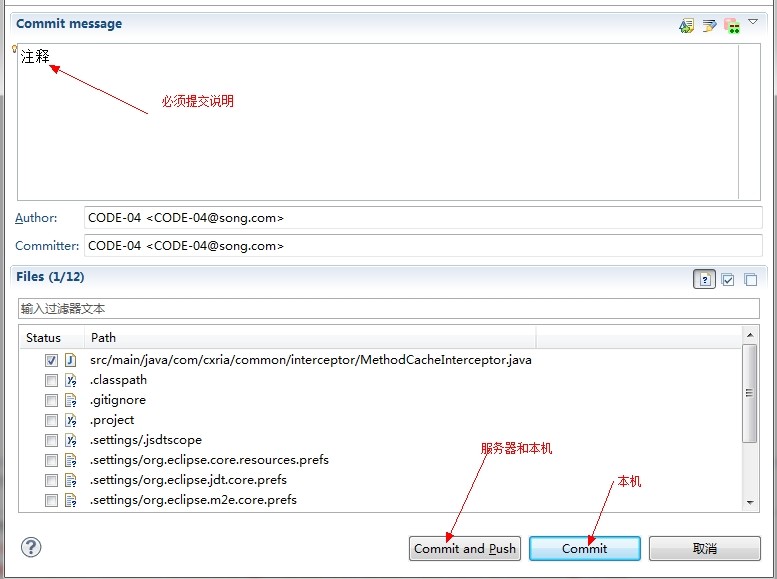 Commit message
注释
必须提交说明
Author:
CODE-04 <CODE-04@song.com>
Committer:
CODE-04 <CODE-04@song.com>
Files (1/12)
输入过滤器文本
Status Path
src/main/java/com/cxria/common/interceptor/MethodCacheInterceptor.java
.classpath
.gitignore
.project
.settings/.jsdtscope
.settings/org.eclipse.core.resources.prefs
.settings/org.eclipse.jdt.core.prefs
.settings/org.eclipse.m2e.core.prefs
服务器和本机
本机
Commit and Push
Commit
取消